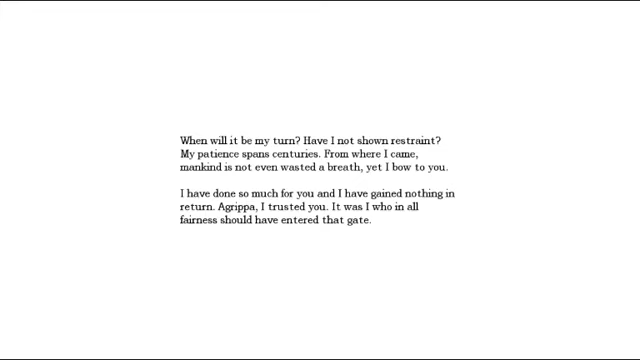 When will it be my turn? Have I not shown restraint?
My patience spans centuries. From where I came,
mankind is not even wasted a breath, yet I bow to you.
I have done so much for you and I have gained nothing in
return. Agrippa, I trusted you. It was I who in all
fairness should have entered that gate.